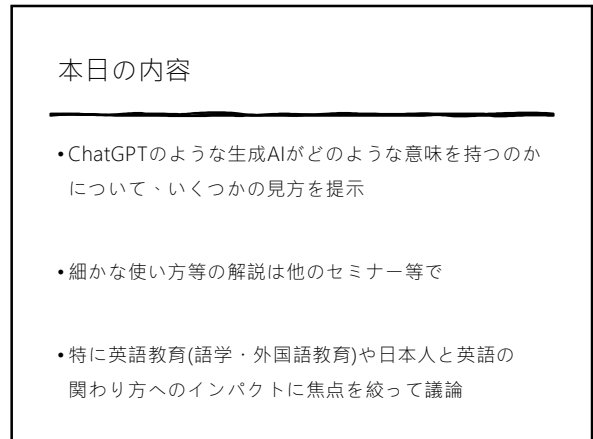 本日の内容
•ChatGPTのような生成AIがどのような意味を持つのか
について、いくつかの見方を提示
•細かな使い方等の解説は他のセミナー等で
•特に英語教育(語学・外国語教育)や日本人と英語の
関わり方へのインパクトに焦点を絞って議論